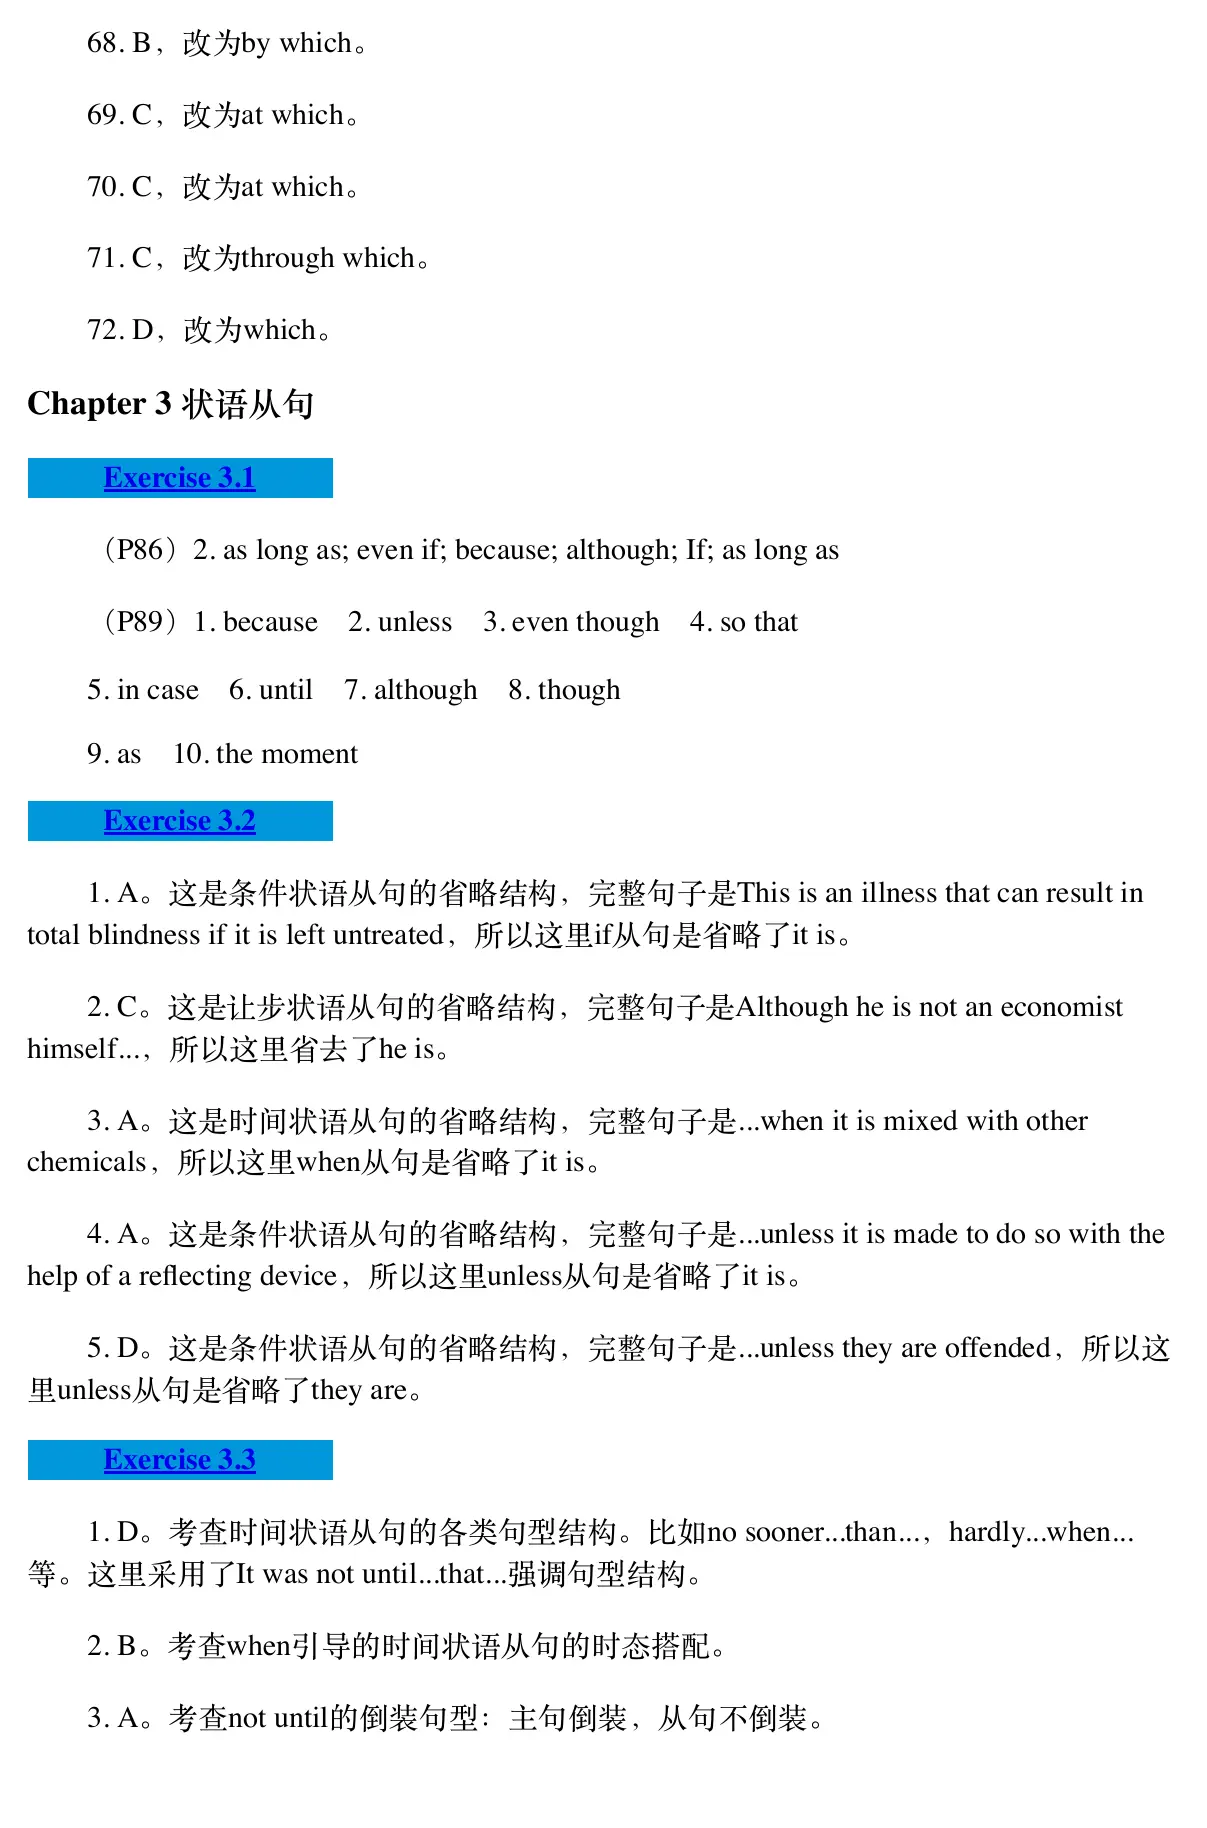 68. B，改为by which。
69. C，改为at which。
70. C，改为at which。
71. C，改为through which。
72. D，改为which。
Chapter 3 状语从句
Exercise 3.1
（P86）2. as long as; even if; because; although; If; as long as
（P89）1. because 2. unless 3. even though 4. so that
5. in case 6. until 7. although 8. though
9. as 10. the moment
Exercise 3.2
1. A。这是条件状语从句的省略结构，完整句子是This is an illness that can result in
total blindness if it is left untreated，所以这里if从句是省略了it is。
2. C。这是让步状语从句的省略结构，完整句子是Although he is not an economist
himself...，所以这里省去了he is。
3. A。这是时间状语从句的省略结构，完整句子是...when it is mixed with other
chemicals，所以这里when从句是省略了it is。
4. A。这是条件状语从句的省略结构，完整句子是...unless it is made to do so with the
help of a reflecting device，所以这里unless从句是省略了it is。
5. D。这是条件状语从句的省略结构，完整句子是...unless they are offended，所以这
里unless从句是省略了they are。
Exercise 3.3
1. D。考查时间状语从句的各类句型结构。比如no sooner...than...，hardly...when...
等。这里采用了It was not until...that...强调句型结构。
2. B。考查when引导的时间状语从句的时态搭配。
3. A。考查not until的倒装句型：主句倒装，从句不倒装。